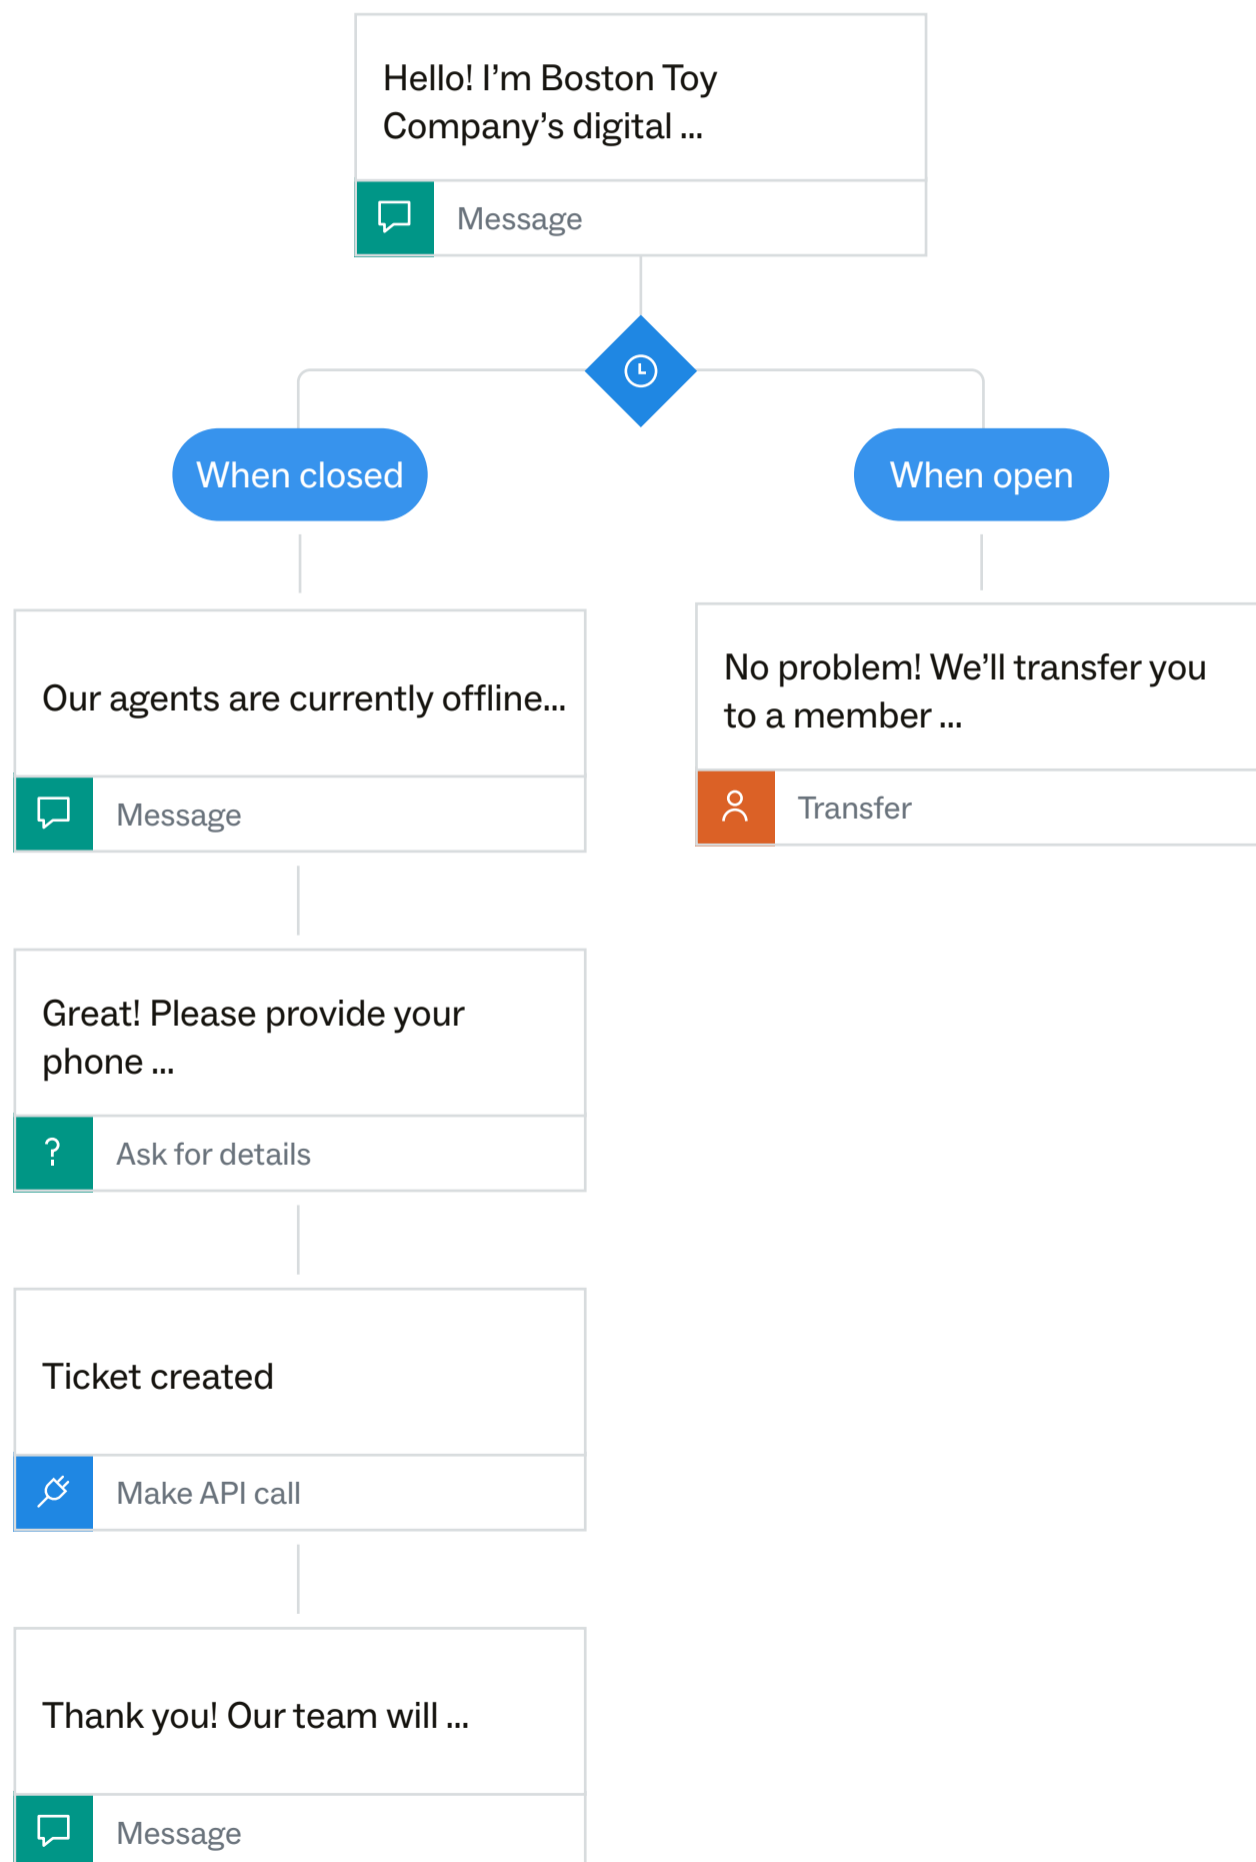 Hello! I’m Boston Toy
Company’s digital ...
Message
When closed
When open
Our agents are currently offline...
Message
No problem! We’ll transfer you
to a member ...
Transfer
Great! Please provide your
phone ...
?
Ask for details
Ticket created
Make API call
Thank you! Our team will ...
Message